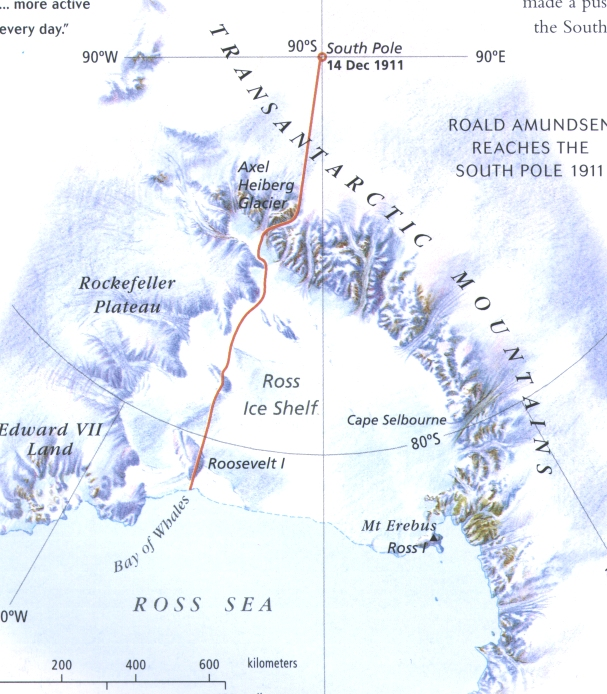 ... more active
every day."
made a pus
the South
TRANSANTARCTIC MOUNTAINS
90°W
90°S
South Pole
14 Dec 1911
90°E
ROALD AMUNDSEN
REACHES THE
SOUTH POLE 1911
Axel
Heiberg
Glacier
Rockefeller
Plateau
Ross
Ice Shelf
Cape Selbourne
80°S
Edward VII
Land
Roosevelt I
Bay of Whales
Mt Erebus
Ross I
0°W
ROSS SEA
200 400 600 kilometers